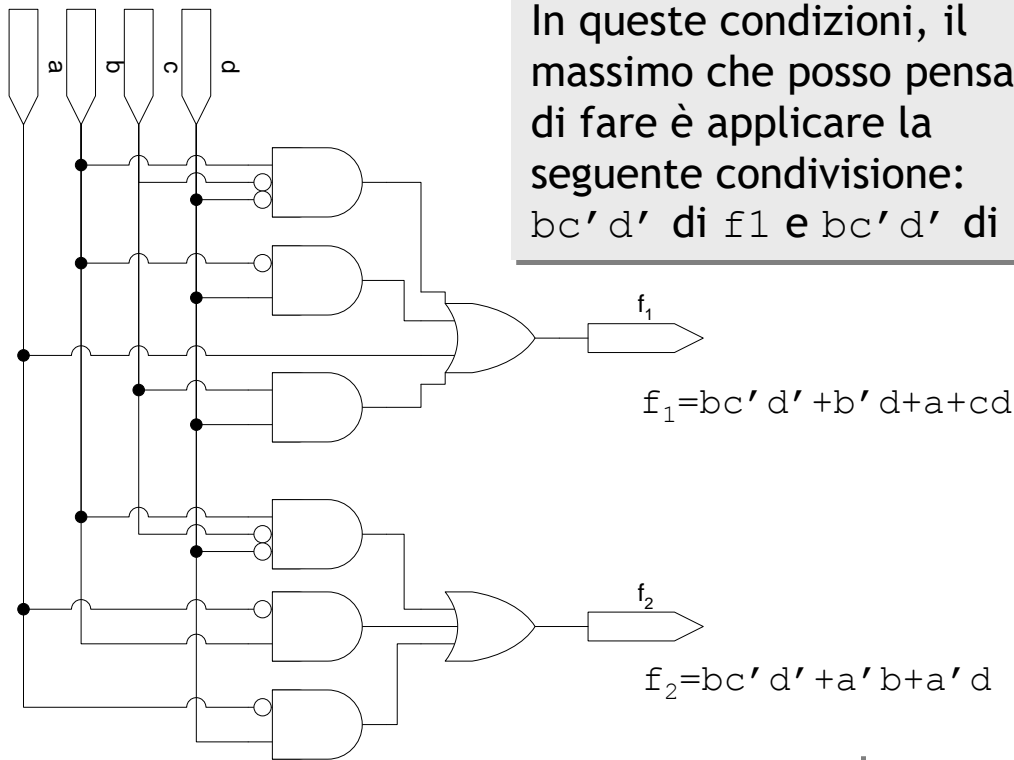 In queste condizioni, il
massimo che posso pensa
di fare è applicare la
seguente condivisione:
bc’d’ di f1 e bc’d’ di
a b c d
f1
f1=bc’d’+b’d+a+cd
f2
f2=bc’d’+a’b+a’d